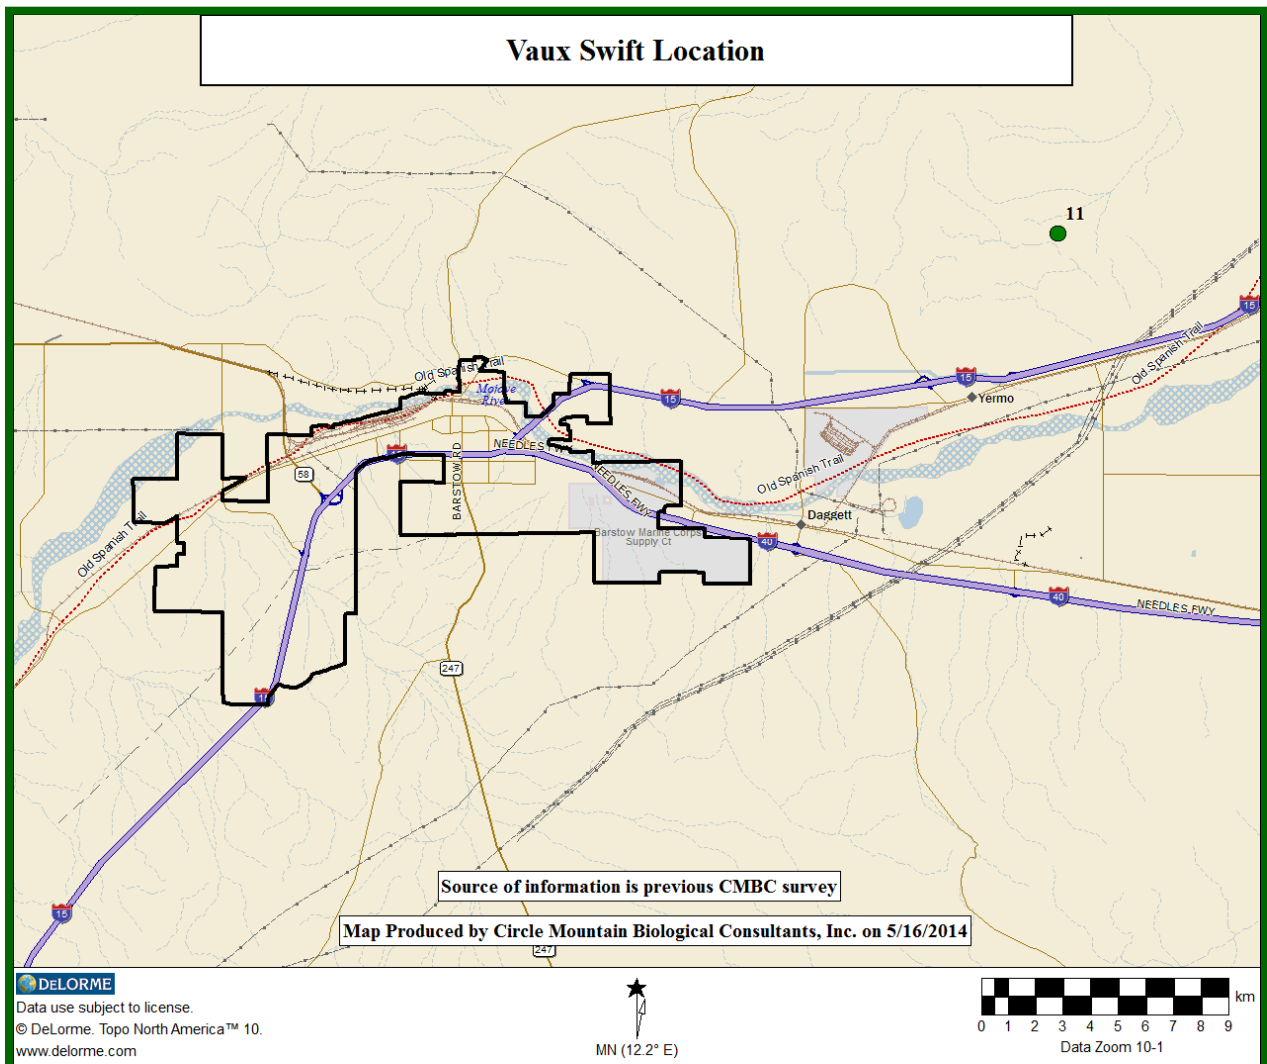 Vaux Swift Location
11
15
Old Spanish Trail
Old Spanish Trail
Mojave
River
15
15
Yermo
NEEDLES FWY
58
BARSTOW RD
NEEDLES FWY
Old Spanish Trail
Daggett
Old Spanish Trail
Barstow Marine Corps
Supply Ct
40
40
NEEDLES FWY
247
15
15
Source of information is previous CMBC survey
Map Produced by Circle Mountain Biological Consultants, Inc. on 5/16/2014
247
DELORME
Data use subject to license.
© DeLorme. Topo North America™ 10.
www.delorme.com
MN (12.2° E)
km
0 1 2 3 4 5 6 7 8 9
Data Zoom 10-1